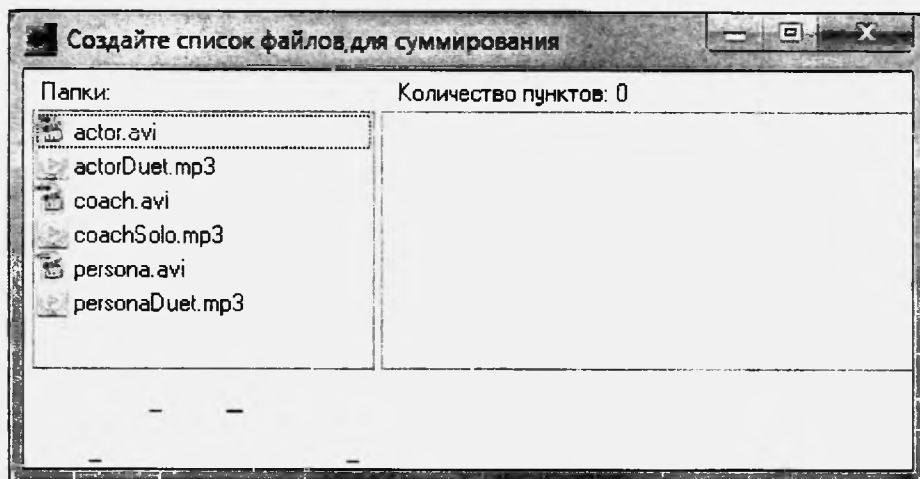 Создайте список файлов для суммирования
Папки:
Количество пунктов: 0
actor.avi
actorDuet.mp3
coach.avi
coachSolo.mp3
persona.avi
personaDuet.mp3